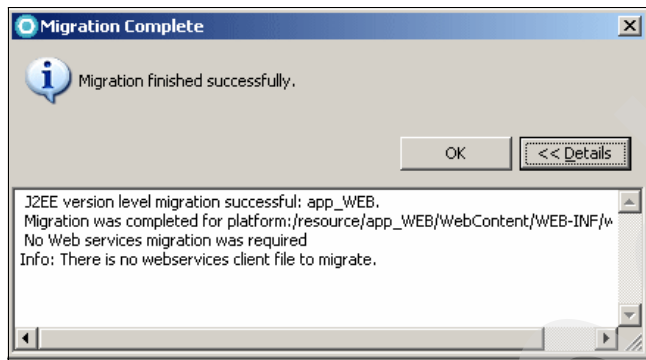 Migration Complete
Migration finished successfully.
OK
<< Details
J2EE version level migration successful: app_WEB.
Migration was completed for platform:/resource/app_WEB/WebContent/WEB-INF/w
No Web services migration was required
Info: There is no webservices client file to migrate.